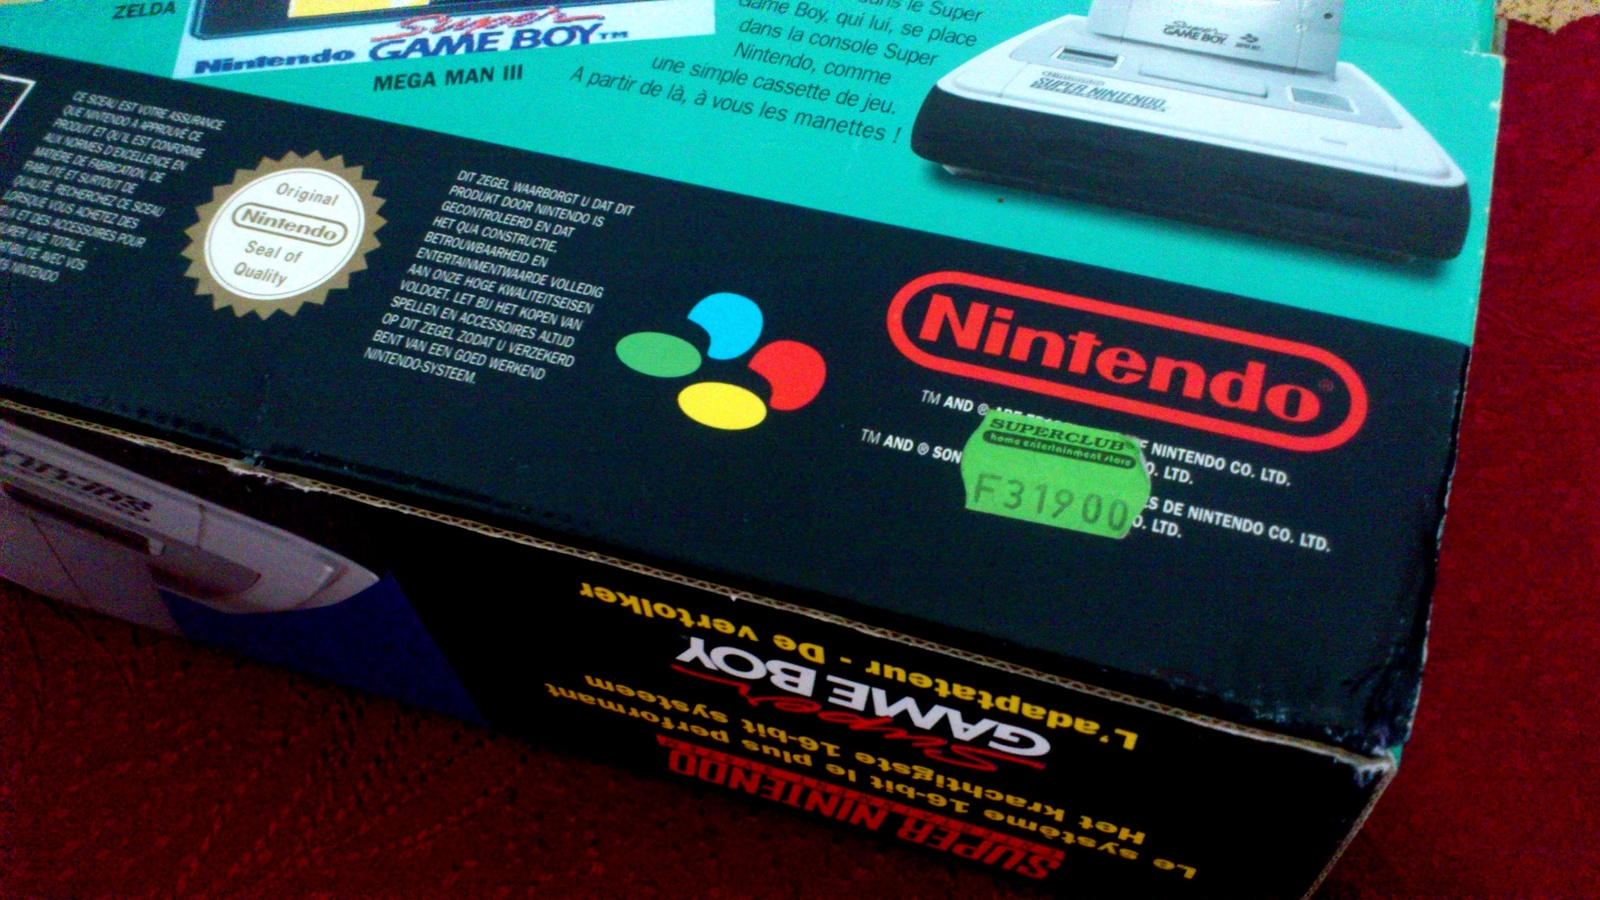 ZELDA
Super
GAME BOY™
Nintendo
MEGA MAN III
le Super
Game Boy, qui lui, se place
dans la console Super
Nintendo, comme
une simple cassette de jeu.
A partir de là, à vous les manettes !
Super
GAME BOY
SUPER NINTENDO
CE SCEAU EST VOTRE ASSURANCE
QUE NINTENDO A APPROUVÉ CE
PRODUIT ET QU'IL EST CONFORME
AUX NORMES D'EXCELLENCE EN
MATIÈRE DE FABRICATION, DE
FIABILITÉ ET SURTOUT DE
QUALITÉ. RECHERCHEZ CE SCEAU
LORSQUE VOUS ACHETEZ DES
ET DES ACCESSOIRES POUR
UNE TOTALE
AVEC VOS
NINTENDO
Original
Nintendo
Seal of
Quality
DIT ZEGEL WAARBORGT U DAT DIT
PRODUKT DOOR NINTENDO IS
GECONTROLEERD EN DAT
HET QUA CONSTRUCTIE,
BETROUWBAARHEID EN
ENTERTAINMENTWAARDE VOLLEDIG
AAN ONZE HOGE KWALITEITSEISEN
VOLDOET. LET BIJ HET KOPEN VAN
SPELLEN EN ACCESSOIRES ALTIJD
OP DIT ZEGEL ZODAT U VERZEKERD
BENT VAN EEN GOED WERKEND
NINTENDO-SYSTEEM.
Nintendo®
TM AND ® ARE NINTENDO CO. LTD.
TM AND ® SON
O. LTD.
DE NINTENDO CO. LTD.
O. LTD.
SUPERCLUB
home entertainment store
F31900
SUPER NINTENDO
Le système 16-bit le plus performant
Het krachtigste 16-bit systeem
Super
GAME BOY
L'adaptateur - De vertolker
SUPER